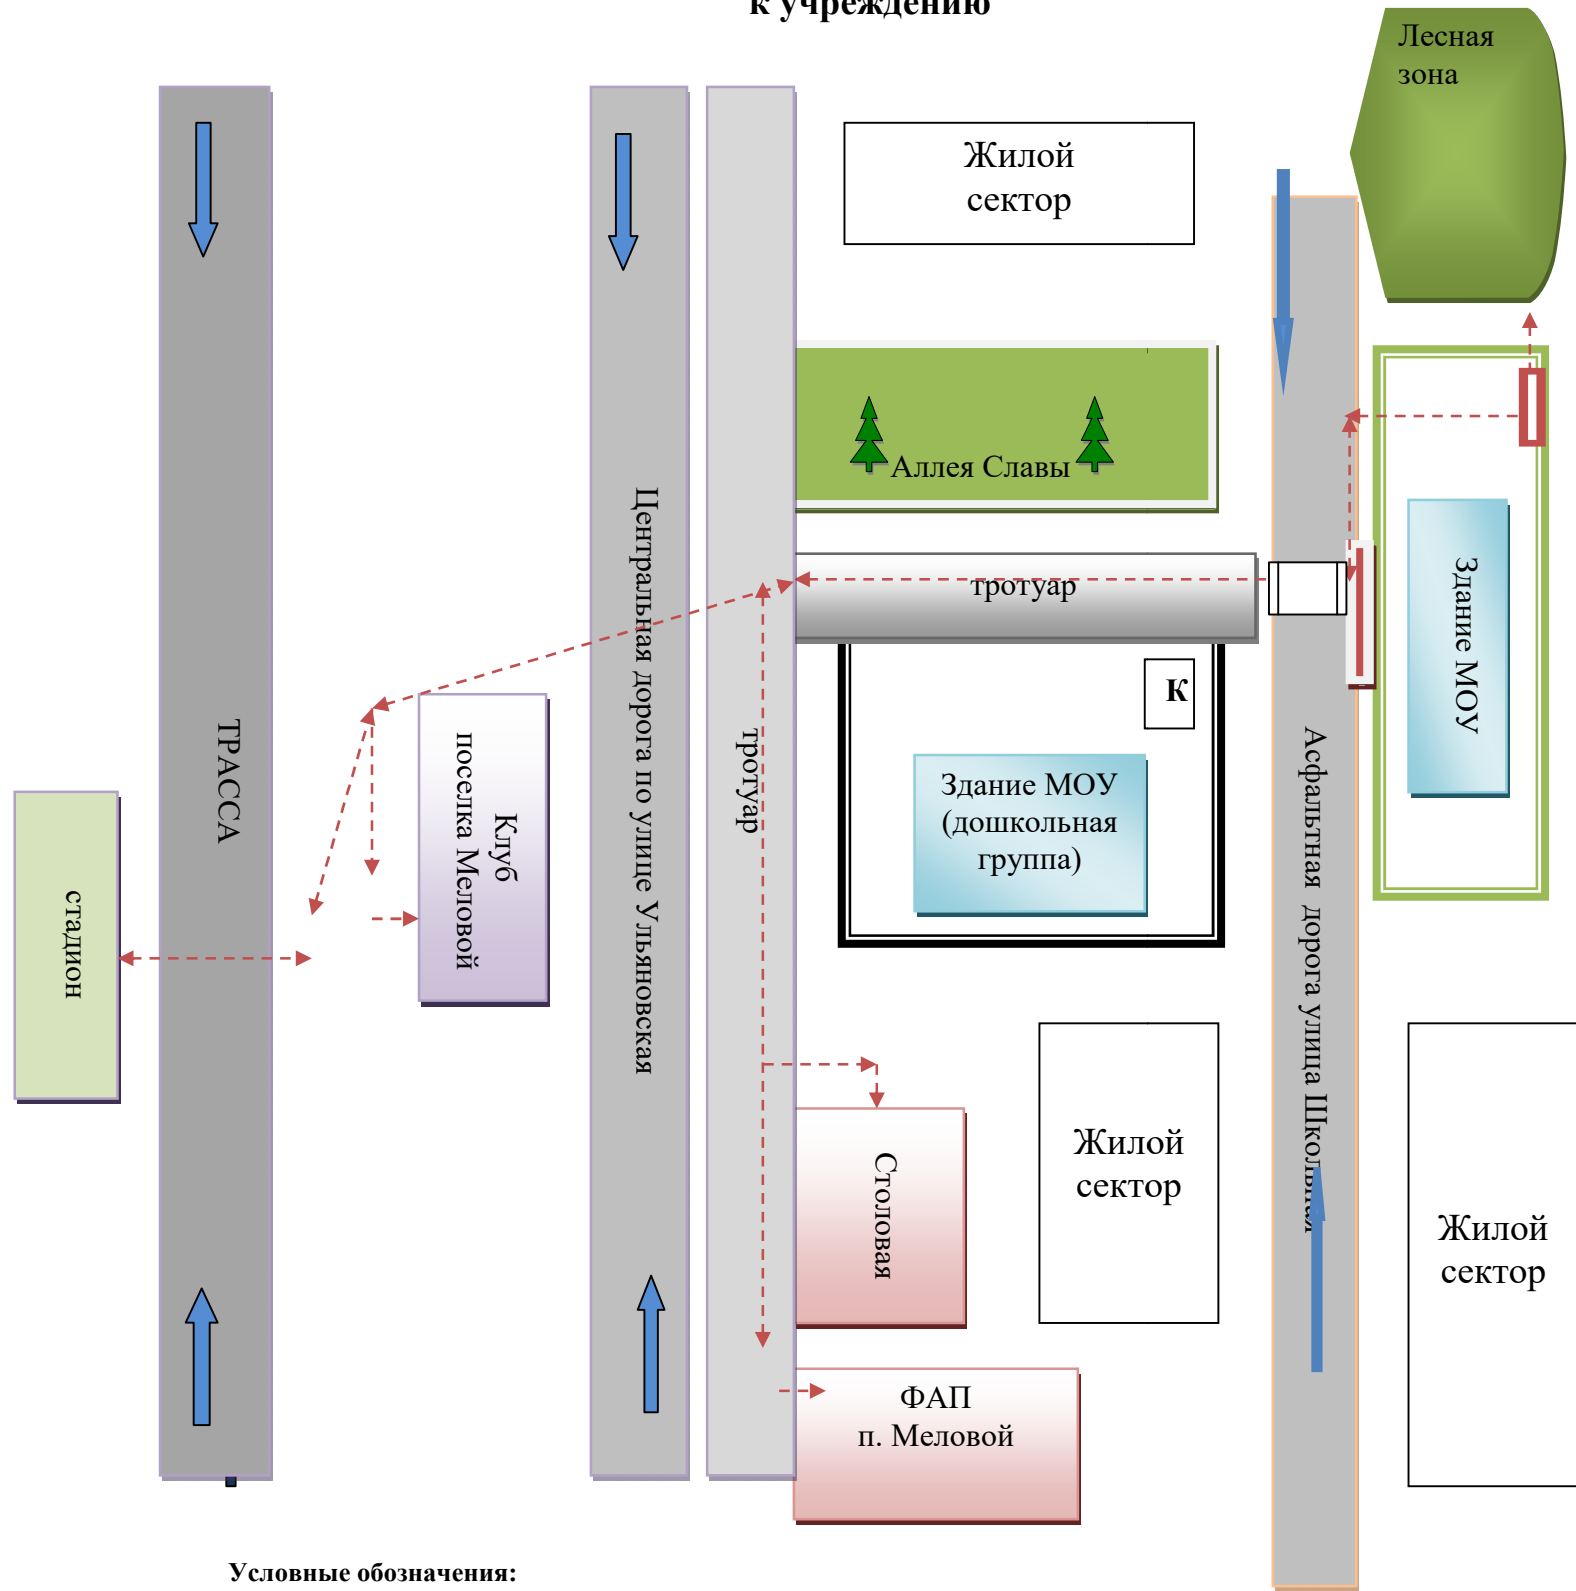 к учреждению
Лесная
зона
Жилой
сектор
Аллея Славы
тротуар
К
Здание МОУ
Центральная дорога по улице Ульяновская
ТРАССА
тротуар
Клуб
поселка Меловой
Здание МОУ
(дошкольная
группа)
Асфальтная дорога улица Школьная
стадион
Столовая
Жилой
сектор
Жилой
сектор
ФАП
п. Меловой
Условные обозначения: